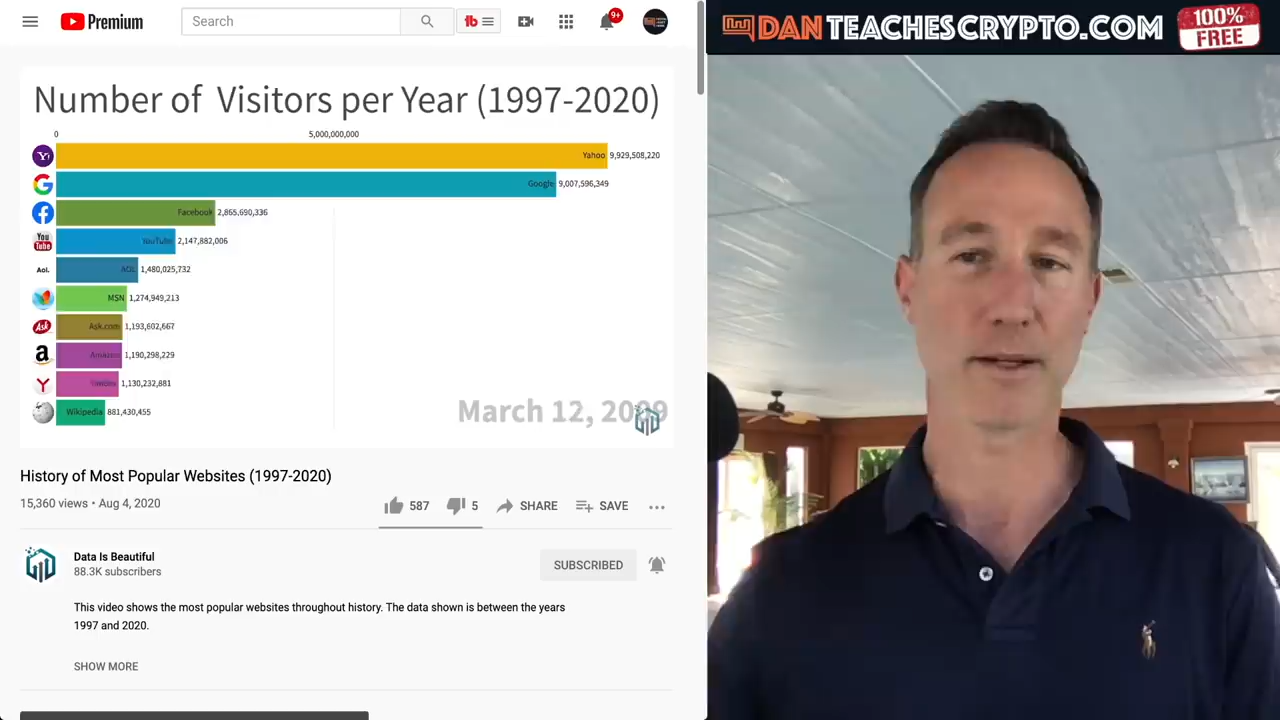 Premium
Search
tb
9+
DANTEACHESCRYPTO.COM
100%
FREE
Number of Visitors per Year (1997-2020)
0
5,000,000,000
Yahoo 9,929,508,220
Google 9,007,596,349
Facebook 2,865,690,336
You
Tube
YouTube 2,147,882,006
Aol.
AOL 1,480,025,732
MSN 1,274,949,213
Ask
Ask.com 1,193,602,667
a
Amazon 1,190,298,229
Y
Yandex 1,130,232,881
Wikipedia 881,430,455
March 12, 2009
History of Most Popular Websites (1997-2020)
15,360 views • Aug 4, 2020
587
5
SHARE
SAVE
Data Is Beautiful
88.3K subscribers
SUBSCRIBED
This video shows the most popular websites throughout history. The data shown is between the years
1997 and 2020.
SHOW MORE